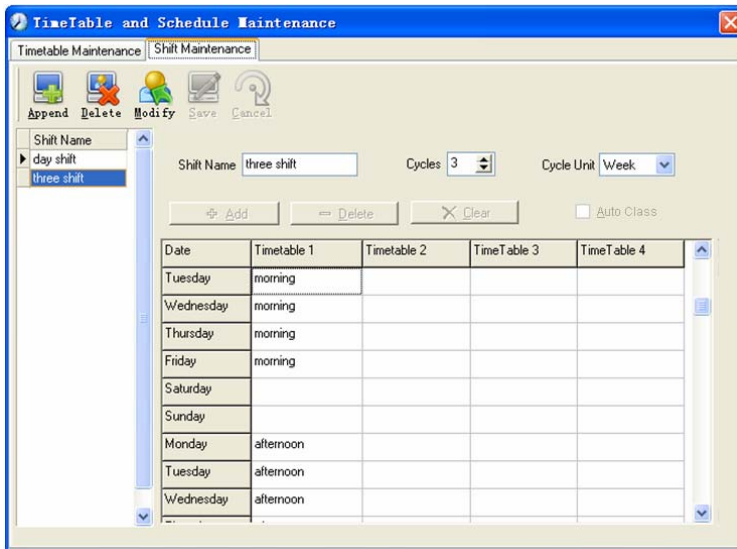 TimeTable and Schedule Maintenance
Timetable Maintenance Shift Maintenance
Append Delete Modify Save Cancel
Shift Name
day shift
three shift
Shift Name three shift Cycles 3 Cycle Unit Week
Add Delete Clear Auto Class
Date Timetable 1 Timetable 2 TimeTable 3 TimeTable 4
Tuesday morning
Wednesday morning
Thursday morning
Friday morning
Saturday
Sunday
Monday afternoon
Tuesday afternoon
Wednesday afternoon